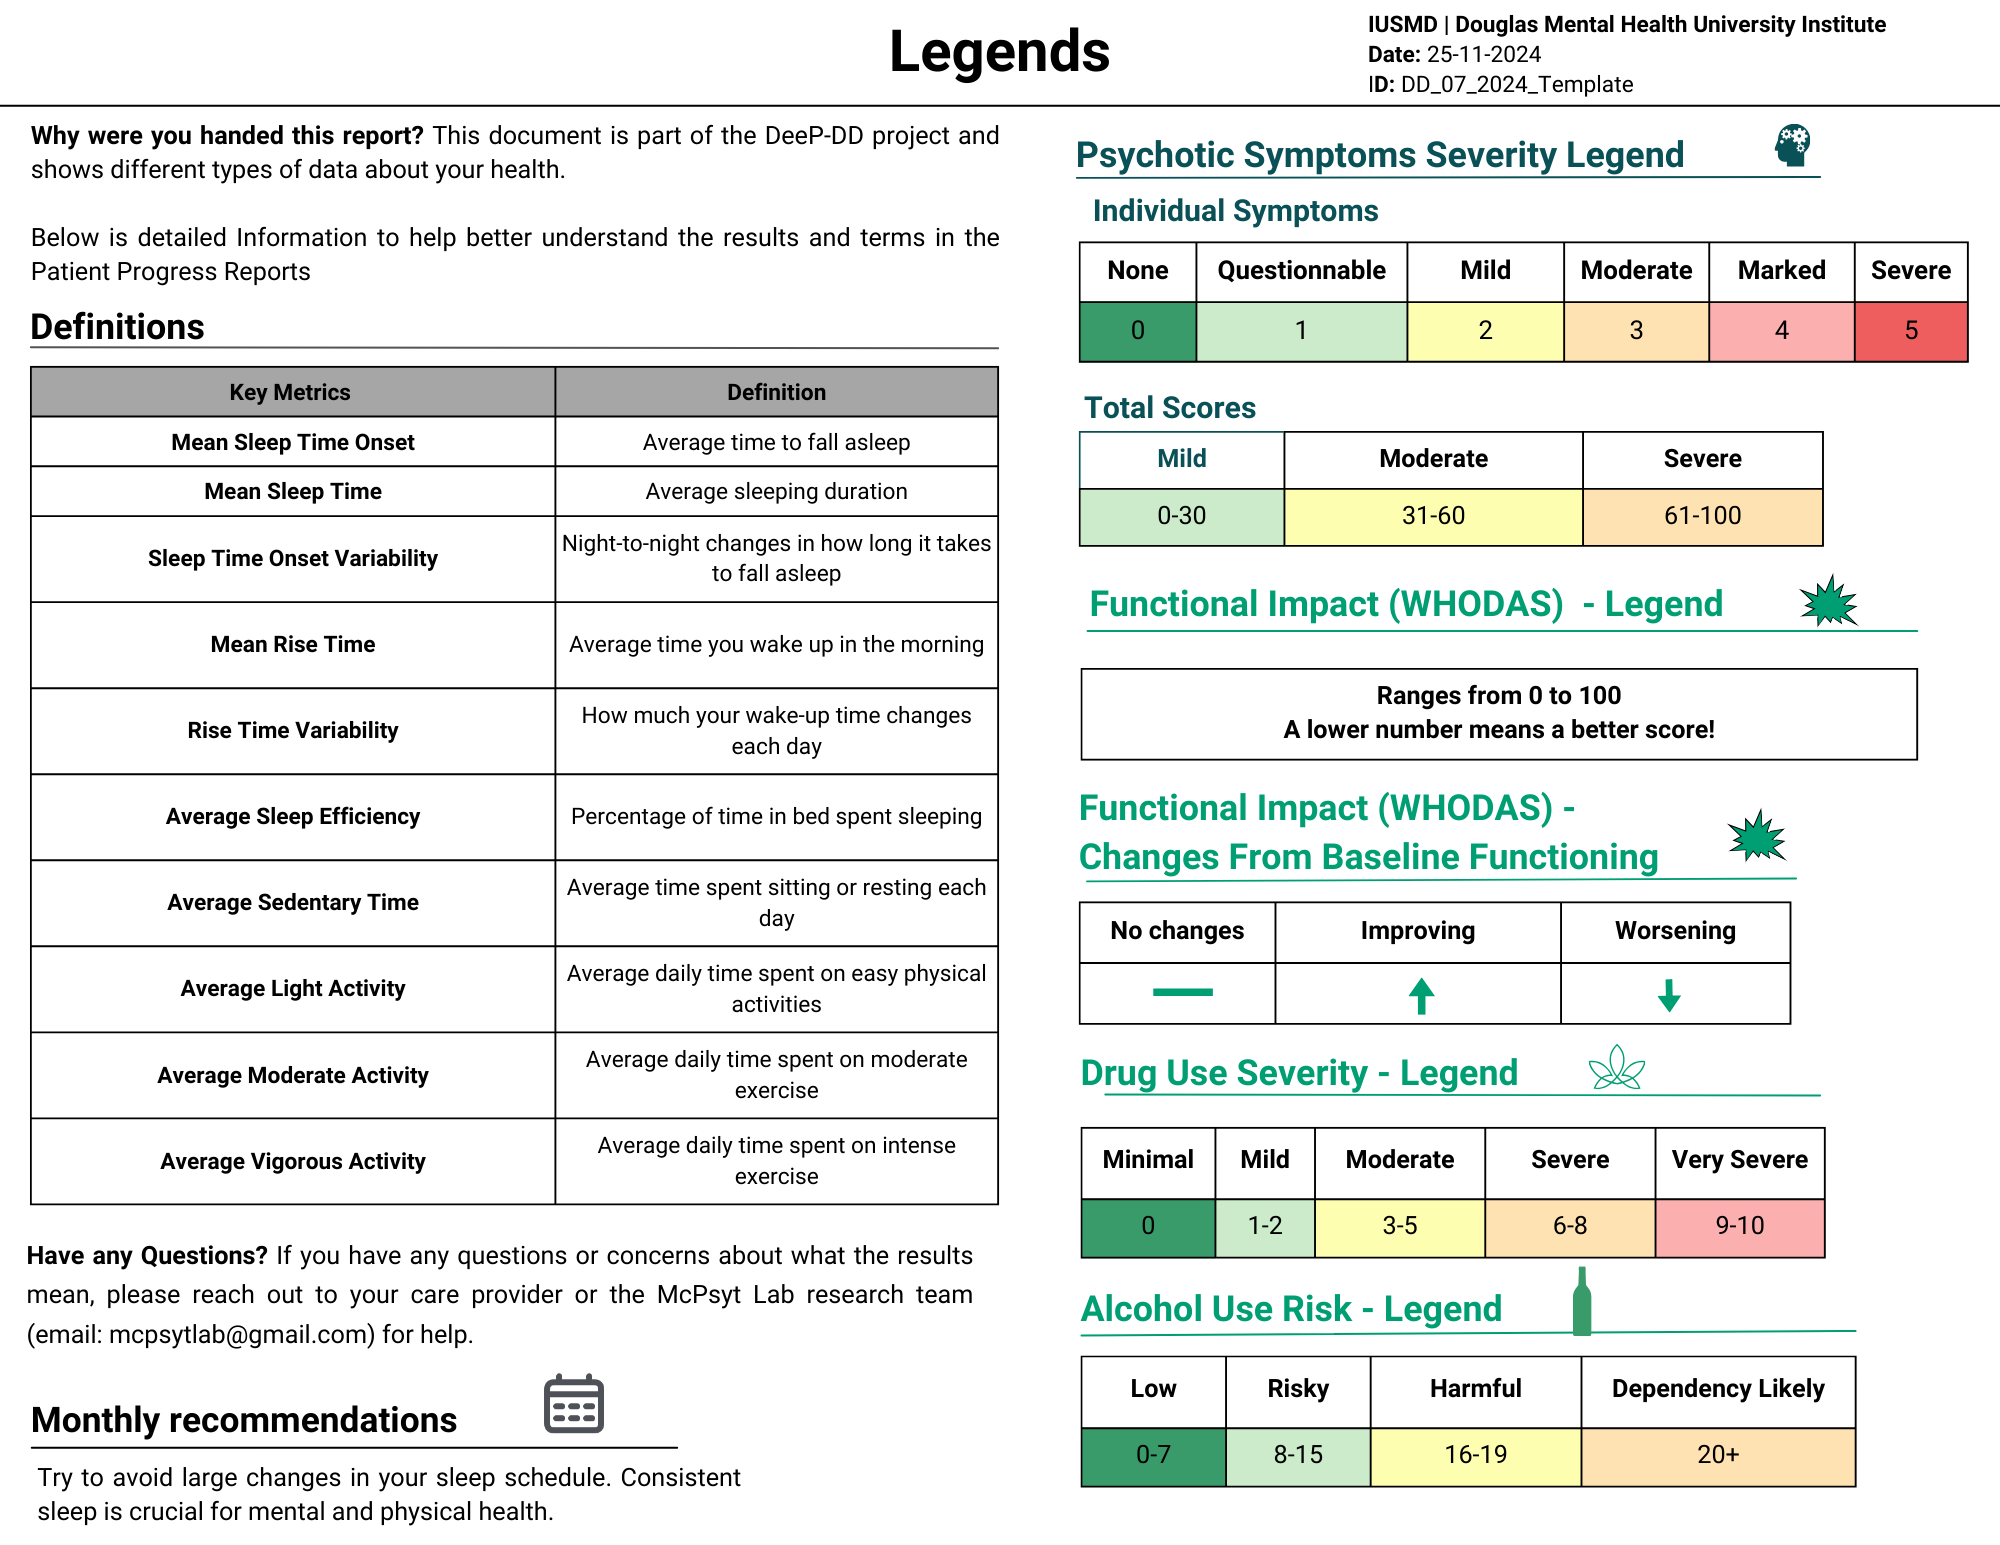 Legends
IUSMD | Douglas Mental Health University Institute
Date: 25-11-2024
ID: DD_07_2024_Template
Why were you handed this report? This document is part of the DeeP-DD project and
shows different types of data about your health.
Below is detailed Information to help better understand the results and terms in the
Patient Progress Reports
Definitions
Key Metrics Definition
Mean Sleep Time Onset Average time to fall asleep
Mean Sleep Time Average sleeping duration
Sleep Time Onset Variability Night-to-night changes in how long it takes
to fall asleep
Mean Rise Time Average time you wake up in the morning
Rise Time Variability How much your wake-up time changes
each day
Average Sleep Efficiency Percentage of time in bed spent sleeping
Average Sedentary Time Average time spent sitting or resting each
day
Average Light Activity Average daily time spent on easy physical
activities
Average Moderate Activity Average daily time spent on moderate
exercise
Average Vigorous Activity Average daily time spent on intense
exercise
Have any Questions? If you have any questions or concerns about what the results
mean, please reach out to your care provider or the McPsyt Lab research team
(email: mcpsytlab@gmail.com) for help.
Monthly recommendations
Try to avoid large changes in your sleep schedule. Consistent
sleep is crucial for mental and physical health.
Psychotic Symptoms Severity Legend
Individual Symptoms
None Questionnable Mild Moderate Marked Severe
0 1 2 3 4 5
Total Scores
Mild Moderate Severe
0-30 31-60 61-100
Functional Impact (WHODAS) - Legend
Ranges from 0 to 100
A lower number means a better score!
Functional Impact (WHODAS) -
Changes From Baseline Functioning
No changes Improving Worsening
Drug Use Severity - Legend
Minimal Mild Moderate Severe Very Severe
0 1-2 3-5 6-8 9-10
Alcohol Use Risk - Legend
Low Risky Harmful Dependency Likely
0-7 8-15 16-19 20+